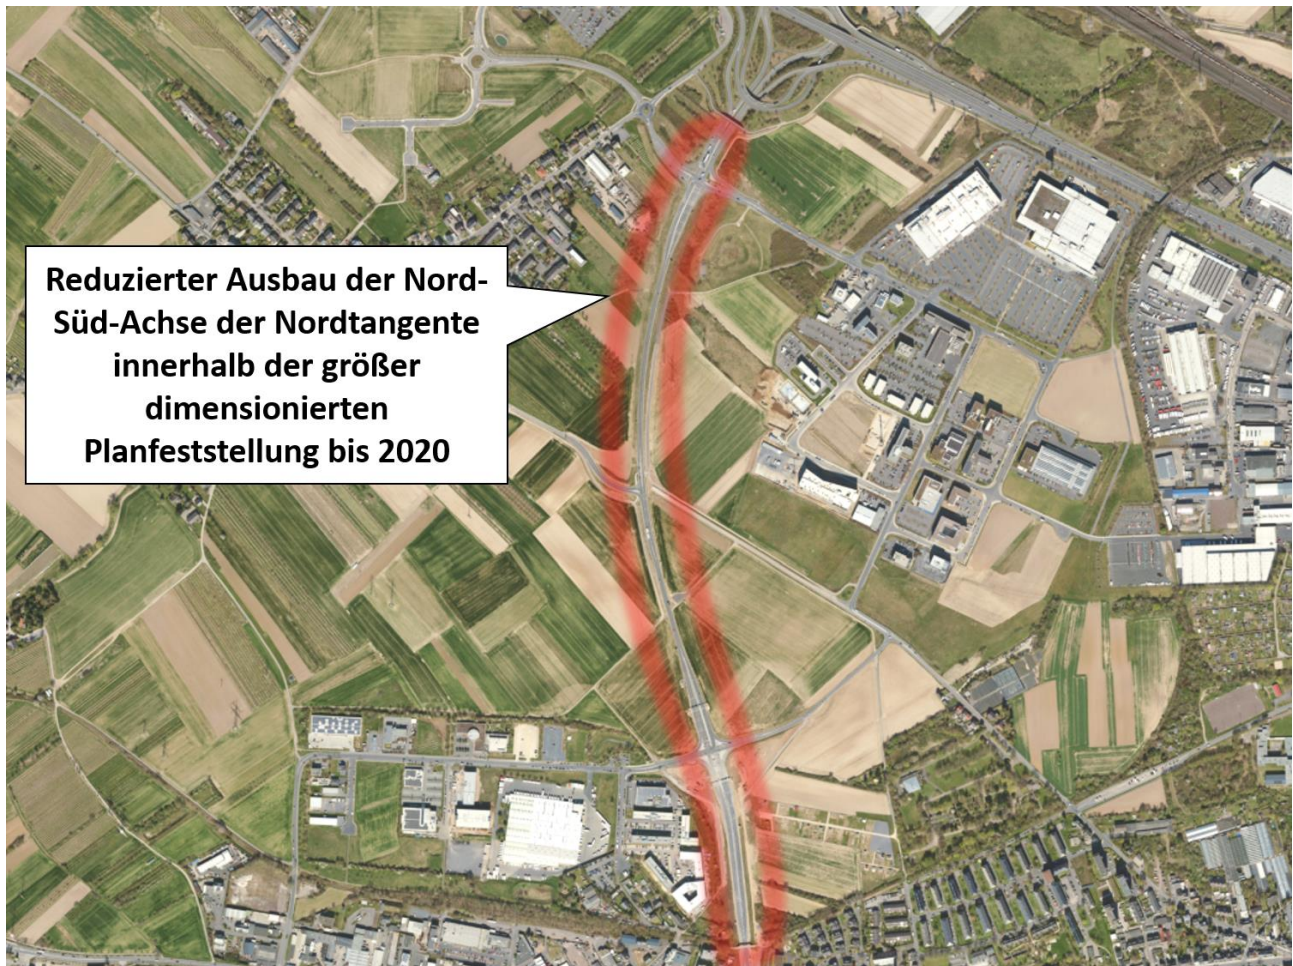 Reduzierter Ausbau der Nord-
Süd-Achse der Nordtangente
innerhalb der größer
dimensionierten
Planfeststellung bis 2020